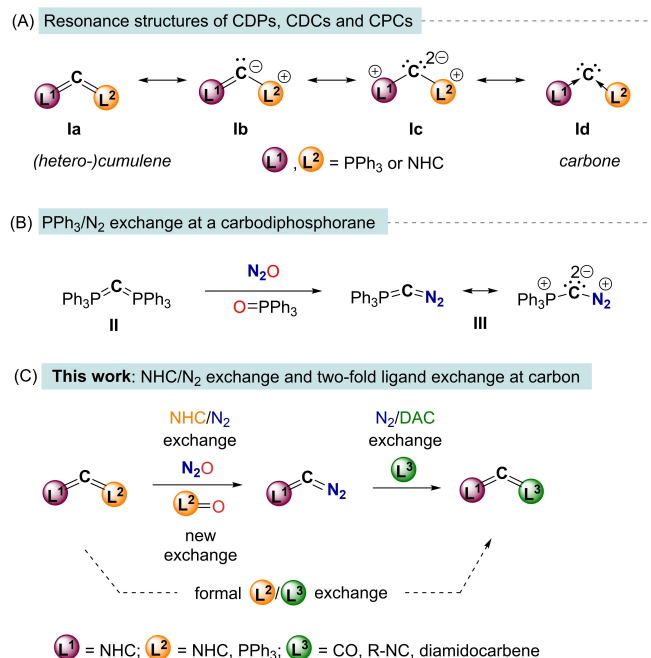 (A) Resonance structures of CDPs, CDCs and CPCs
L¹ C L² L¹ C ⊖ L² ⊕ ⊕ L¹ C 2⊖ L² ⊕ L¹ C L²
Ia Ib Ic Id
(hetero-)cumulene carbone
L¹ , L² = PPh₃ or NHC
(B) PPh₃/N₂ exchange at a carbodiphosphorane
N₂O
Ph₃P=C=PPh₃ Ph₃P=C=N₂ Ph₃P ⊕ C 2⊖ N₂ ⊕
O=PPh₃
II III
(C) This work: NHC/N₂ exchange and two-fold ligand exchange at carbon
NHC/N₂ N₂/DAC
exchange exchange
N₂O L³
L¹=C=L² L¹=C=N₂ L¹=C=L³
L²=O
new
exchange
formal L²/L³ exchange
L¹ = NHC; L² = NHC, PPh₃; L³ = CO, R-NC, diamidocarbene